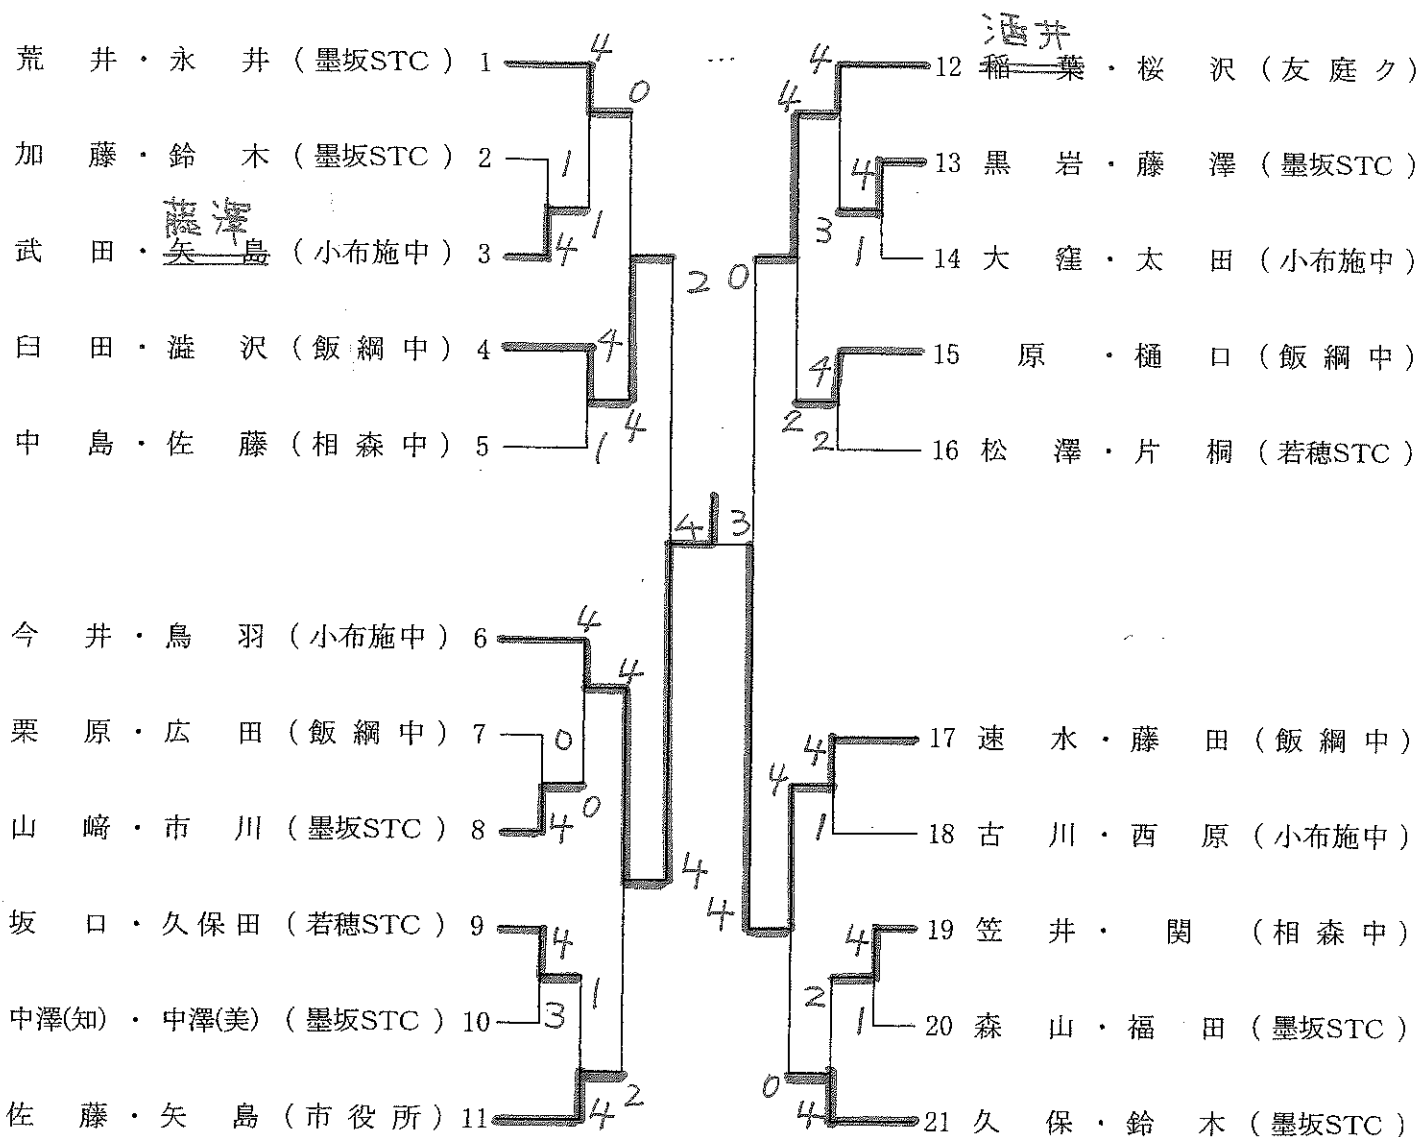 荒井・永井(墨坂STC)1
4
0
加藤・鈴木(墨坂STC)2
1
藤澤
武田・矢島(小布施中)3
4
1
臼田・澁沢(飯綱中)4
4
中島・佐藤(相森中)5
1
4
2
今井・鳥羽(小布施中)6
4
4
栗原・広田(飯綱中)7
0
山﨑・市川(墨坂STC)8
4
0
4
坂口・久保田(若穂STC)9
4
1
中澤(知)・中澤(美)(墨坂STC)10
3
佐藤・矢島(市役所)11
4
2
4
3
酒井
4
12 稲葉・桜沢(友庭ク)
4
13 黒岩・藤澤(墨坂STC)
4
3
14 大窪・太田(小布施中)
1
0
15 原・樋口(飯綱中)
4
2
16 松澤・片桐(若穂STC)
2
17 速水・藤田(飯綱中)
4
4
18 古川・西原(小布施中)
1
4
19 笠井・関(相森中)
4
2
20 森山・福田(墨坂STC)
1
0
21 久保・鈴木(墨坂STC)
4